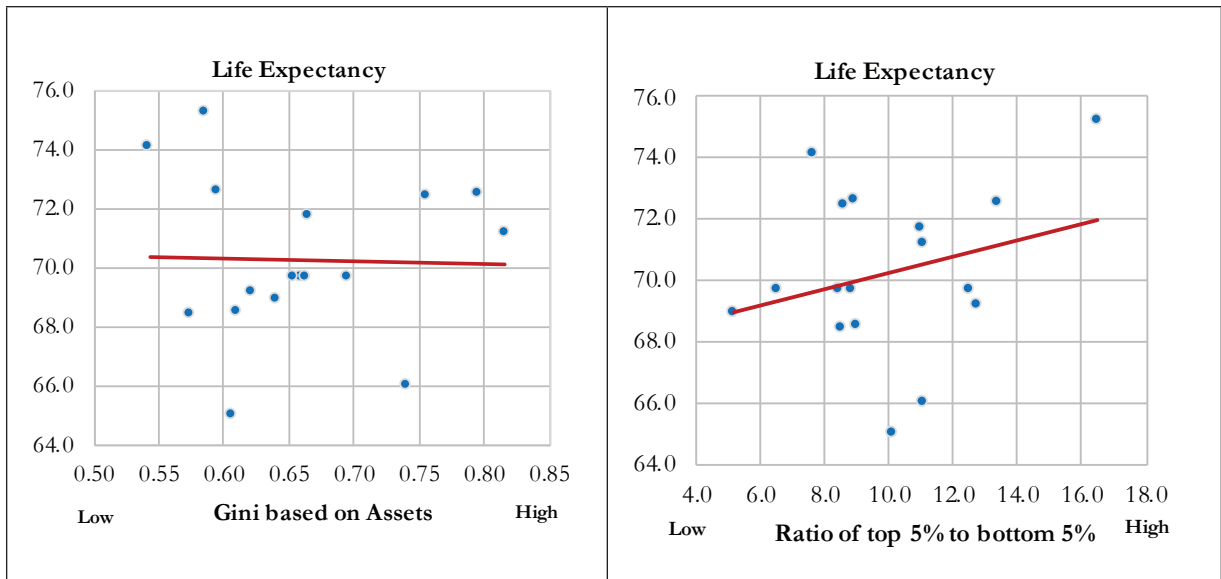 Life Expectancy
76.0
74.0
72.0
70.0
68.0
66.0
64.0
0.50 0.55 0.60 0.65 0.70 0.75 0.80 0.85
Low Gini based on Assets High
Life Expectancy
76.0
74.0
72.0
70.0
68.0
66.0
64.0
4.0 6.0 8.0 10.0 12.0 14.0 16.0 18.0
Low Ratio of top 5% to bottom 5% High